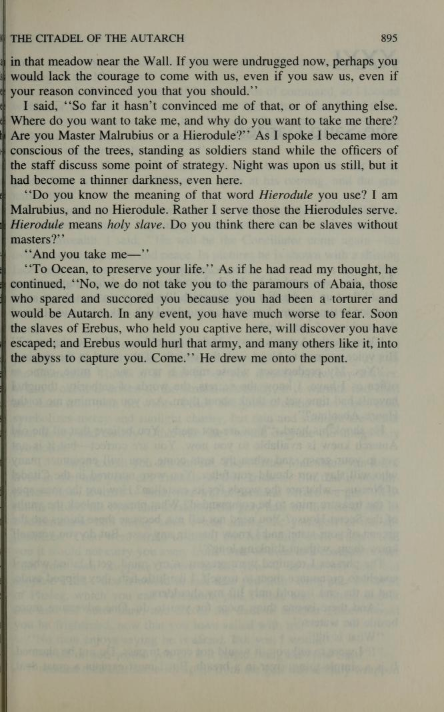 THE CITADEL OF THE AUTARCH 895
in that meadow near the Wall. If you were undrugged now, perhaps you
would lack the courage to come with us, even if you saw us, even if
your reason convinced you that you should.''
I said, ''So far it hasn't convinced me of that, or of anything else.
Where do you want to take me, and why do you want to take me there?
Are you Master Malrubius or a Hierodule?'' As I spoke I became more
conscious of the trees, standing as soldiers stand while the officers of
the staff discuss some point of strategy. Night was upon us still, but it
had become a thinner darkness, even here.
''Do you know the meaning of that word Hierodule you use? I am
Malrubius, and no Hierodule. Rather I serve those the Hierodules serve.
Hierodule means holy slave. Do you think there can be slaves without
masters?''
''And you take me—''
''To Ocean, to preserve your life.'' As if he had read my thought, he
continued, ''No, we do not take you to the paramours of Abaia, those
who spared and succored you because you had been a torturer and
would be Autarch. In any event, you have much worse to fear. Soon
the slaves of Erebus, who held you captive here, will discover you have
escaped; and Erebus would hurl that army, and many others like it, into
the abyss to capture you. Come.'' He drew me onto the pont.